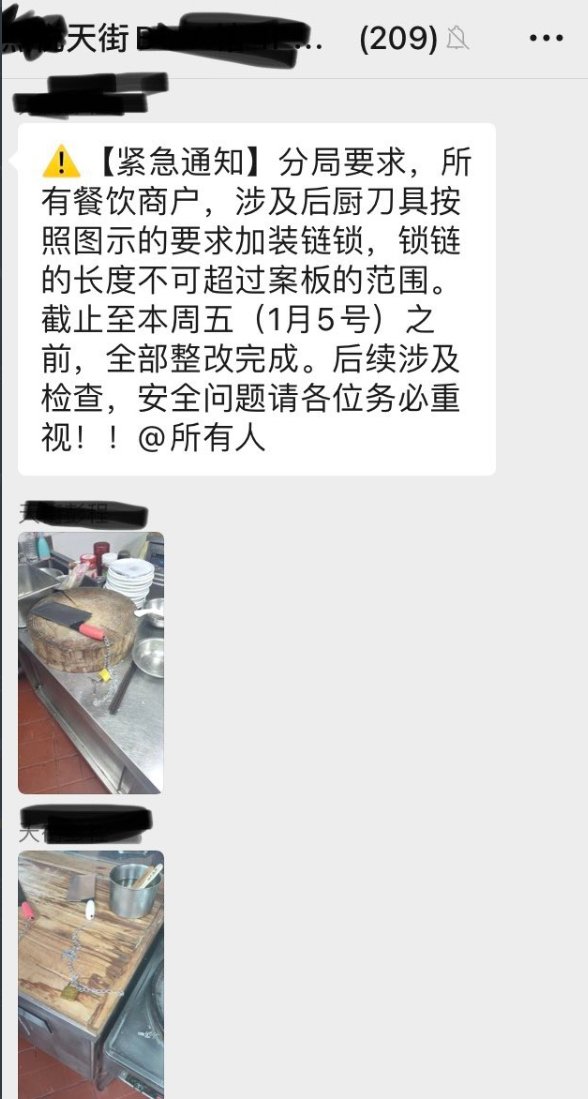 天街
(209)
⚠️【紧急通知】分局要求，所
有餐饮商户，涉及后厨刀具按
照图示的要求加装链锁，锁链
的长度不可超过案板的范围。
截止至本周五（1月5号）之
前，全部整改完成。后续涉及
检查，安全问题请各位务必重
视！！@所有人